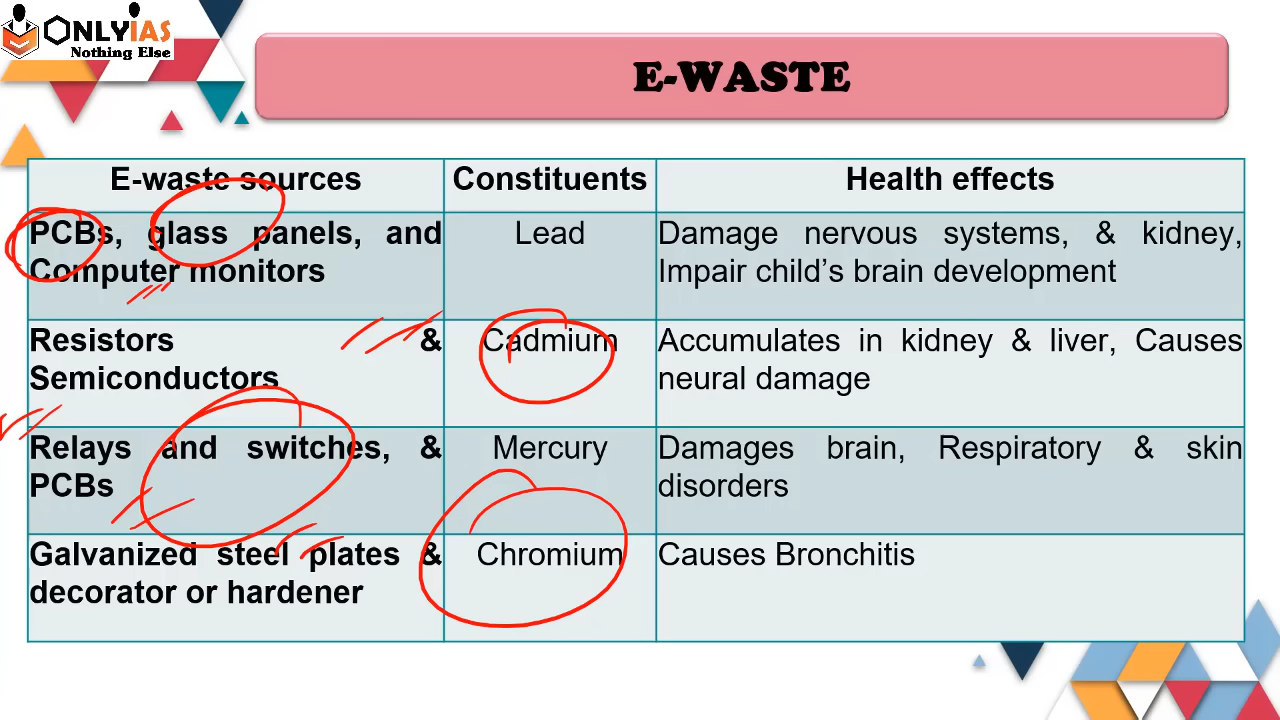 ONLYIAS
Nothing Else
E-WASTE
E-waste sources
Constituents
Health effects
PCBs, glass panels, and
Computer monitors
Lead
Damage nervous systems, & kidney,
Impair child’s brain development
Resistors &
Semiconductors
Cadmium
Accumulates in kidney & liver, Causes
neural damage
Relays and switches, &
PCBs
Mercury
Damages brain, Respiratory & skin
disorders
Galvanized steel plates &
decorator or hardener
Chromium
Causes Bronchitis